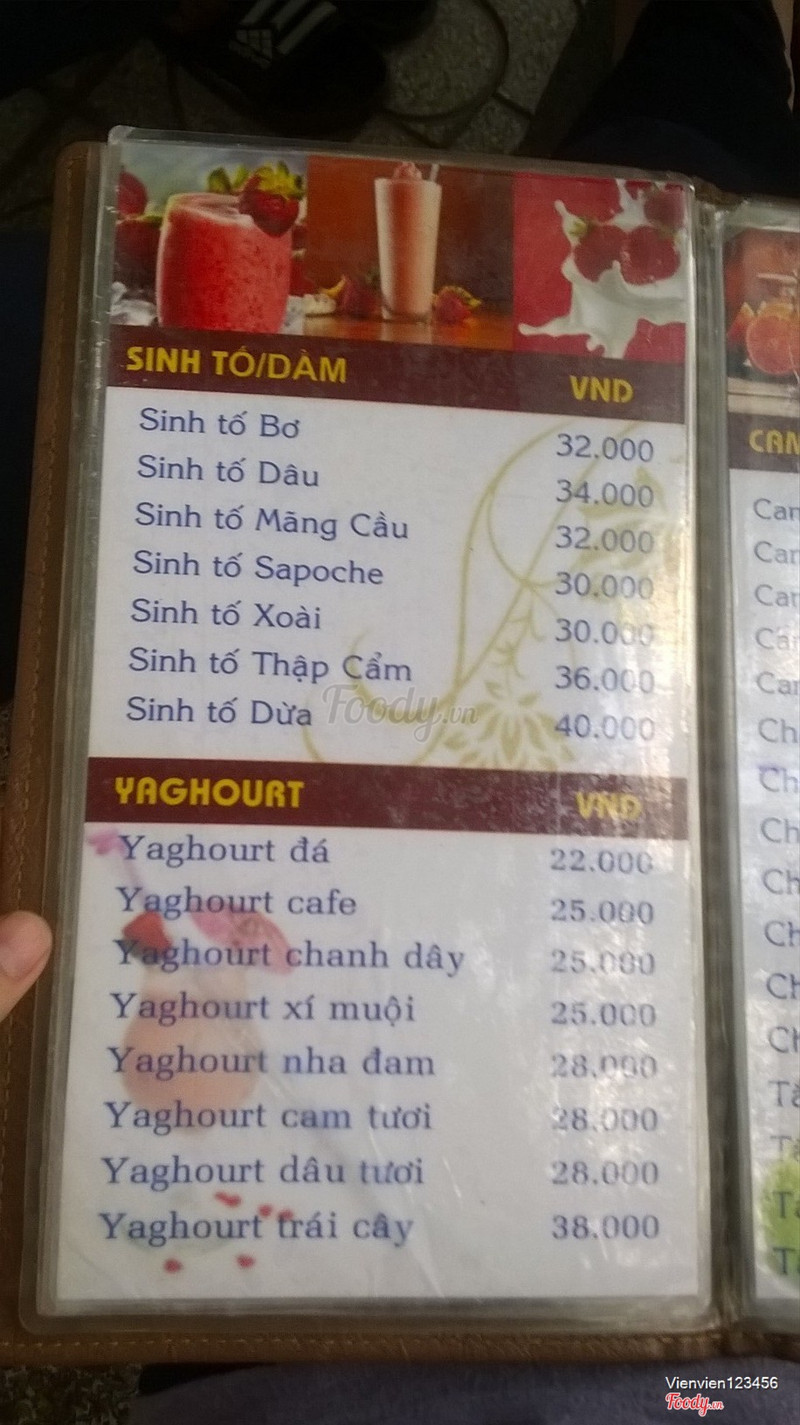 SINH TỐ/DÀM VND
Sinh tố Bơ 32.000
Sinh tố Dâu 34.000
Sinh tố Mãng Cầu 32.000
Sinh tố Sapoche 30.000
Sinh tố Xoài 30.000
Sinh tố Thập Cẩm 36.000
Sinh tố Dừa 40.000
Foody.vn
YAGHOURT VND
Yaghourt đá 22.000
Yaghourt cafe 25.000
Yaghourt chanh dây 25.000
Yaghourt xí muội 25.000
Yaghourt nha đam 28.000
Yaghourt cam tươi 28.000
Yaghourt dâu tươi 28.000
Yaghourt trái cây 38.000
Vienvien123456
Foody.vn